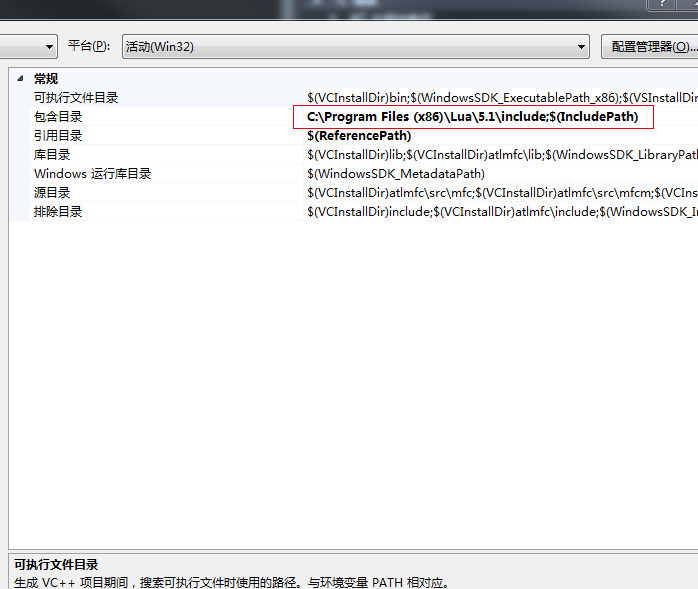 ?
平台(P): 活动(Win32) 配置管理器(O)...
常规
可执行文件目录 $(VCInstallDir)bin;$(WindowsSDK_ExecutablePath_x86);$(VSInstallDir
包含目录 C:\Program Files (x86)\Lua\5.1\include;$(IncludePath)
引用目录 $(ReferencePath)
库目录 $(VCInstallDir)lib;$(VCInstallDir)atlmfc\lib;$(WindowsSDK_LibraryPath
Windows 运行库目录 $(WindowsSDK_MetadataPath)
源目录 $(VCInstallDir)atlmfc\src\mfc;$(VCInstallDir)atlmfc\src\mfcm;$(VCIns
排除目录 $(VCInstallDir)include;$(VCInstallDir)atlmfc\include;$(WindowsSDK_In
可执行文件目录
生成 VC++ 项目期间，搜索可执行文件时使用的路径。与环境变量 PATH 相对应。